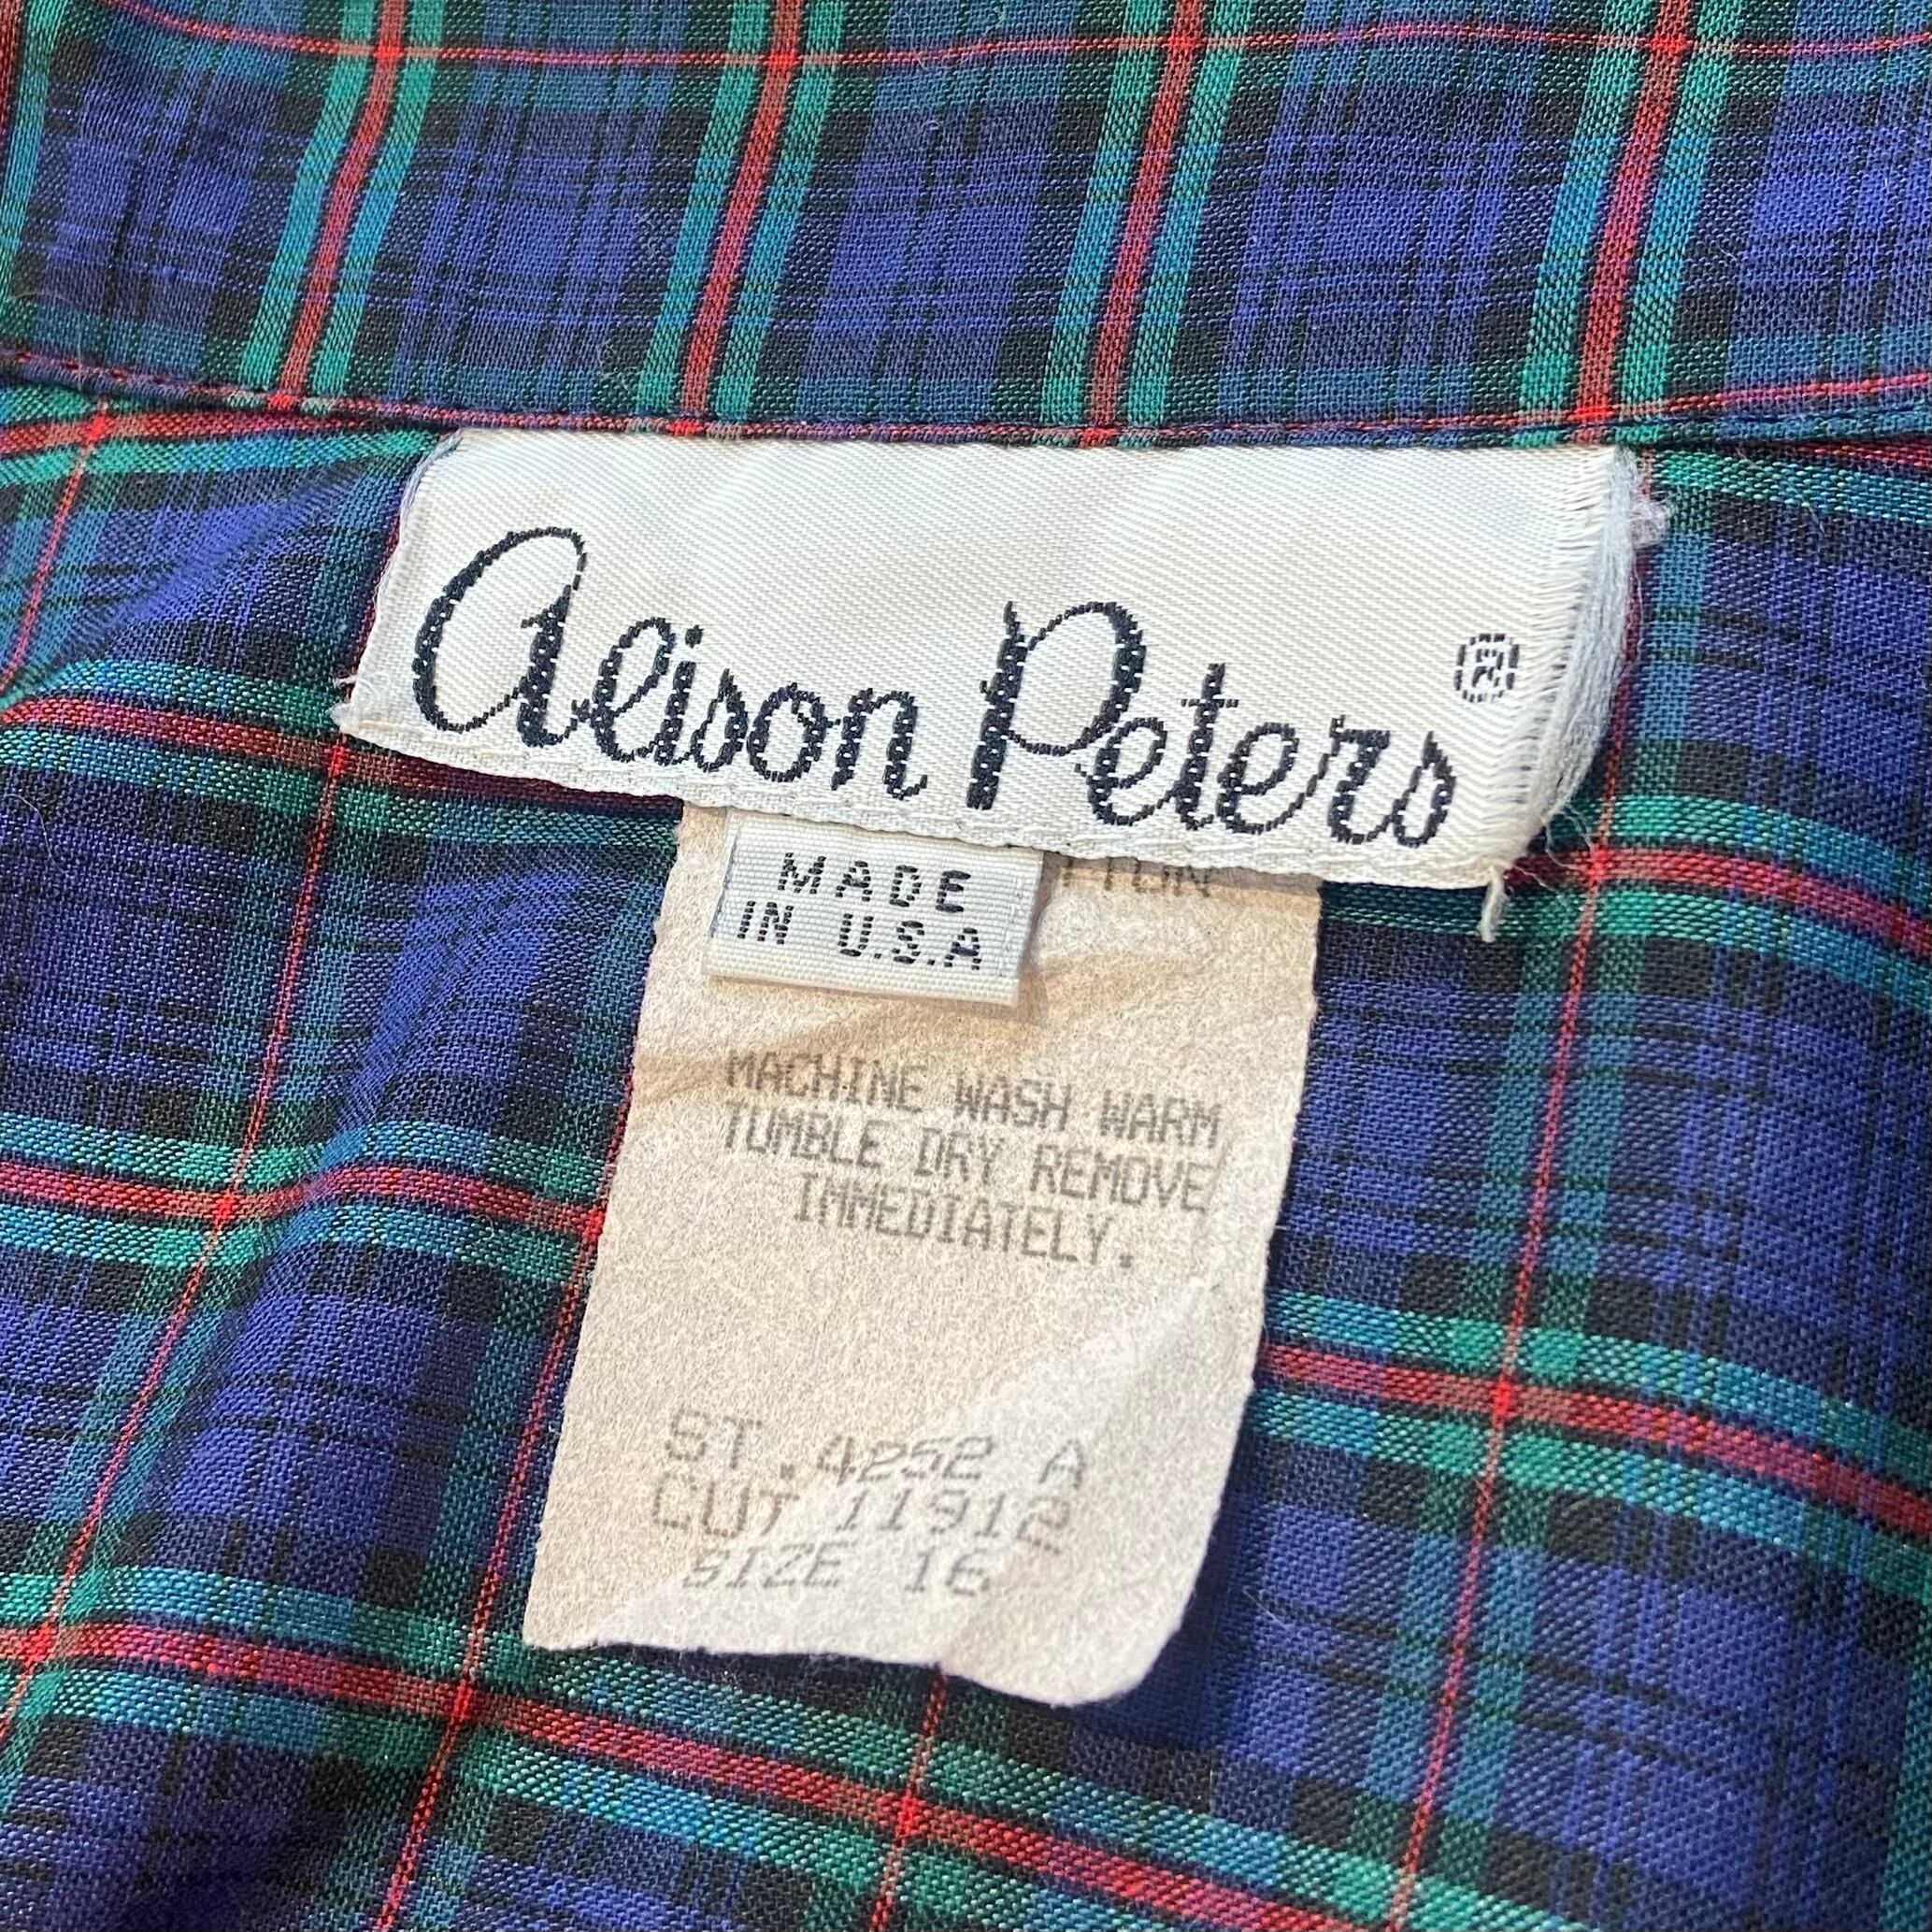 Alison Peters ®
MADE
IN U.S.A
MACHINE WASH WARM
TUMBLE DRY REMOVE
IMMEDIATELY.
ST.4252 A
CUT 11912
SIZE 16